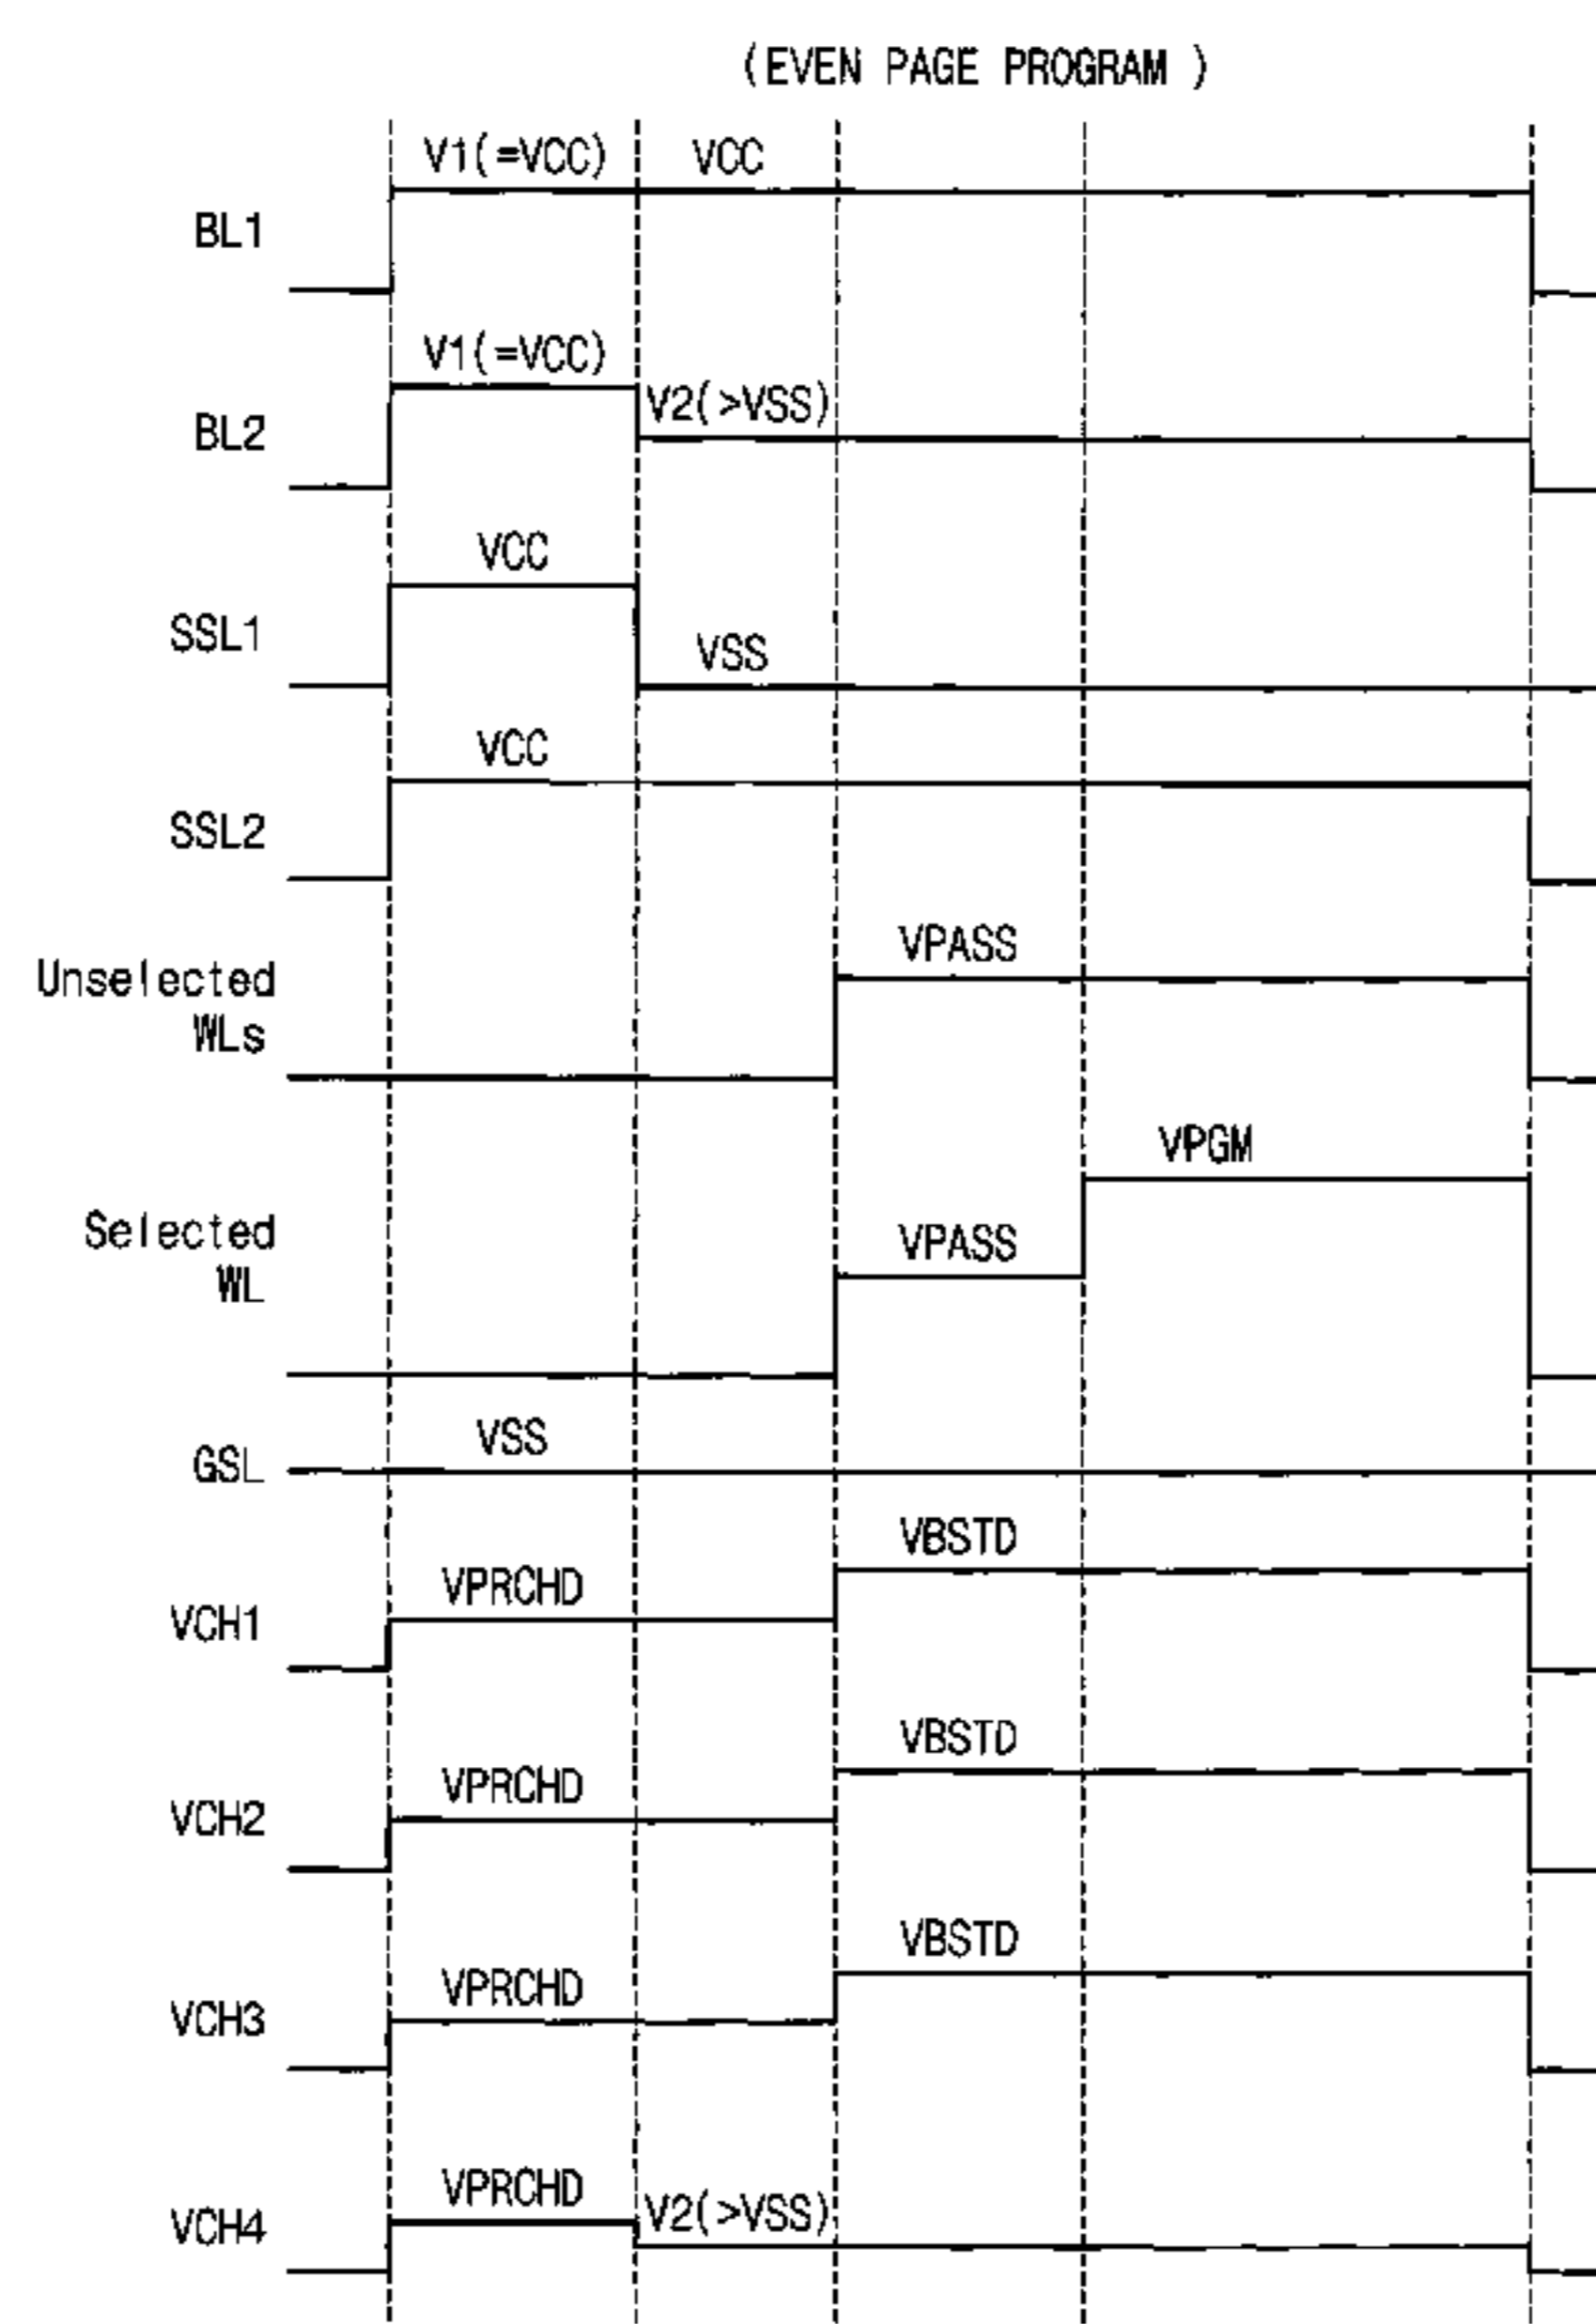 (EVEN PAGE PROGRAM )
V1(=VCC) VCC
BL1
V1(=VCC)
V2(>VSS)
BL2
VCC
SSL1
VSS
VCC
SSL2
VPASS
Unselected
WLs
VPGM
Selected
WL
VPASS
VSS
GSL
VBSTD
VPRCHD
VCH1
VBSTD
VPRCHD
VCH2
VBSTD
VPRCHD
VCH3
VPRCHD
V2(>VSS)
VCH4